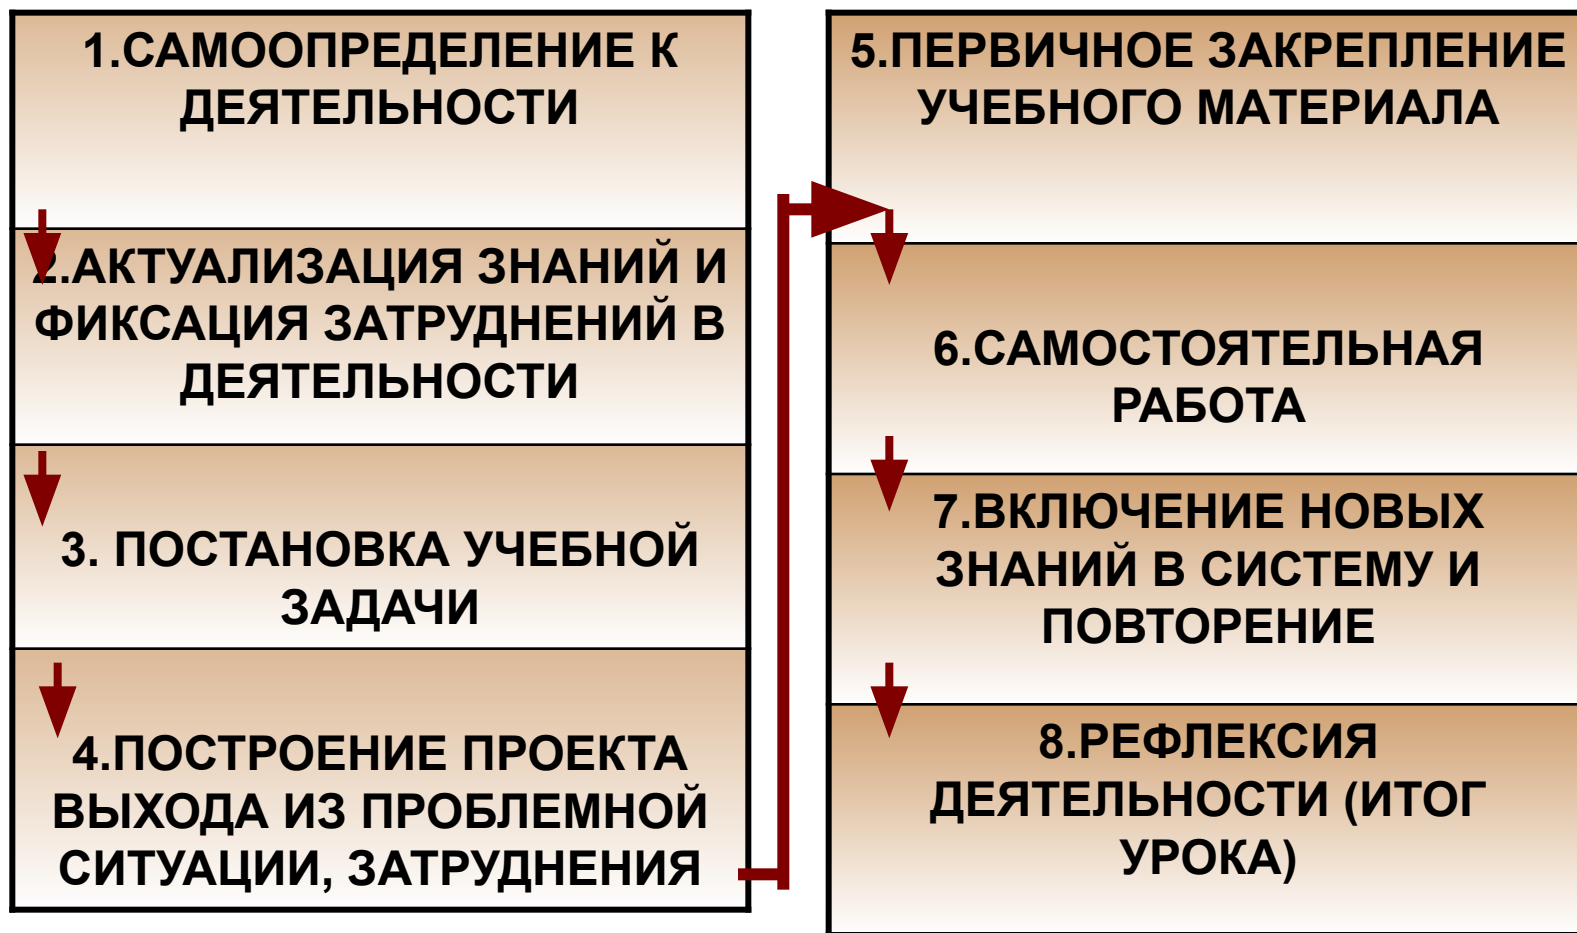 1.САМООПРЕДЕЛЕНИЕ К
ДЕЯТЕЛЬНОСТИ
2.АКТУАЛИЗАЦИЯ ЗНАНИЙ И
ФИКСАЦИЯ ЗАТРУДНЕНИЙ В
ДЕЯТЕЛЬНОСТИ
3. ПОСТАНОВКА УЧЕБНОЙ
ЗАДАЧИ
4.ПОСТРОЕНИЕ ПРОЕКТА
ВЫХОДА ИЗ ПРОБЛЕМНОЙ
СИТУАЦИИ, ЗАТРУДНЕНИЯ
5.ПЕРВИЧНОЕ ЗАКРЕПЛЕНИЕ
УЧЕБНОГО МАТЕРИАЛА
6.САМОСТОЯТЕЛЬНАЯ
РАБОТА
7.ВКЛЮЧЕНИЕ НОВЫХ
ЗНАНИЙ В СИСТЕМУ И
ПОВТОРЕНИЕ
8.РЕФЛЕКСИЯ
ДЕЯТЕЛЬНОСТИ (ИТОГ
УРОКА)